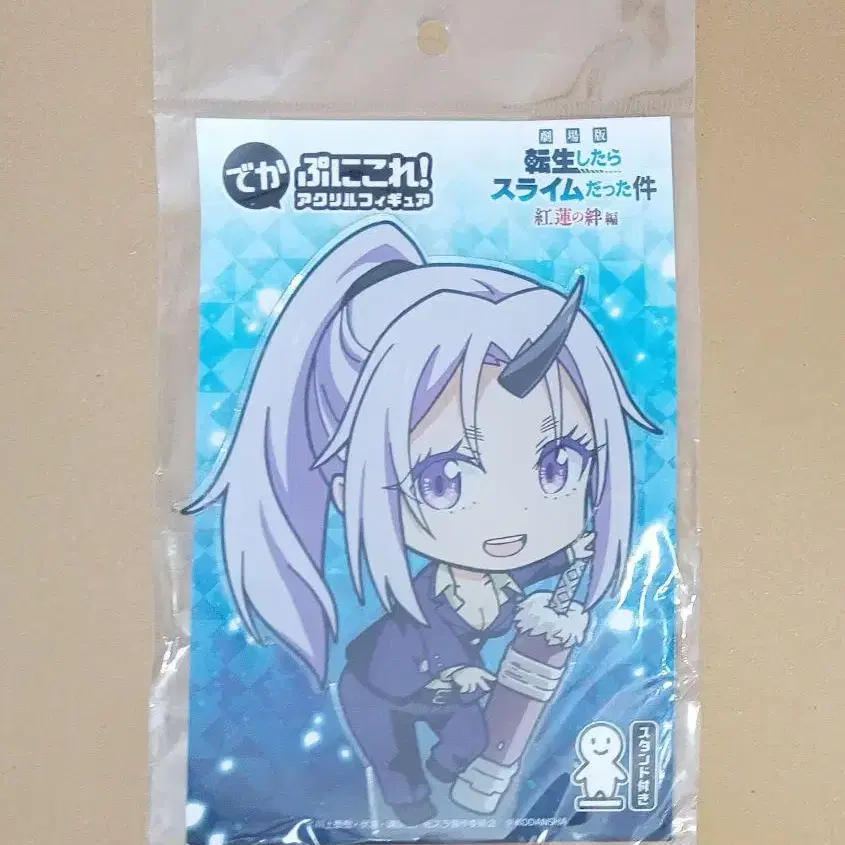 でか
ぷにこれ!
アクリルフィギュア
劇場版
転生したら
スライムだった件
紅蓮の絆編
スタンド付き
©KODANSHA